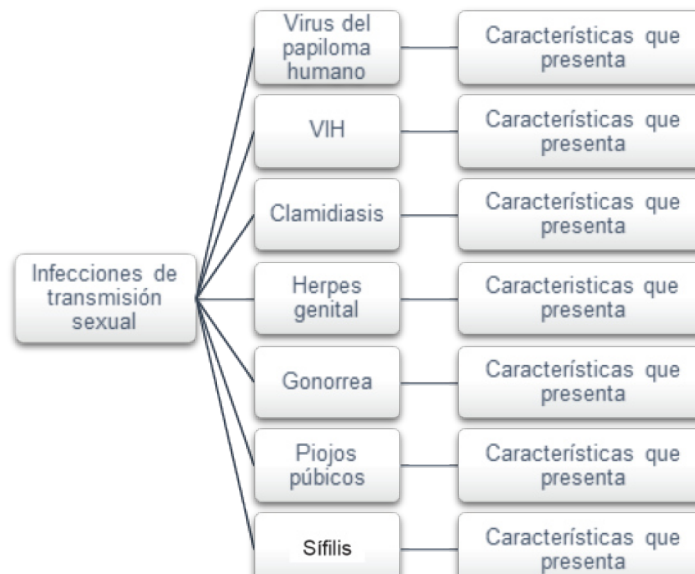 Virus del
papiloma
humano
Características que
presenta
VIH
Características que
presenta
Clamidiasis
Características que
presenta
Infecciones de
transmisión
sexual
Herpes
genital
Caracteristicas que
presenta
Gonorrea
Características que
presenta
Piojos
púbicos
Características que
presenta
Sífilis
Características que
presenta